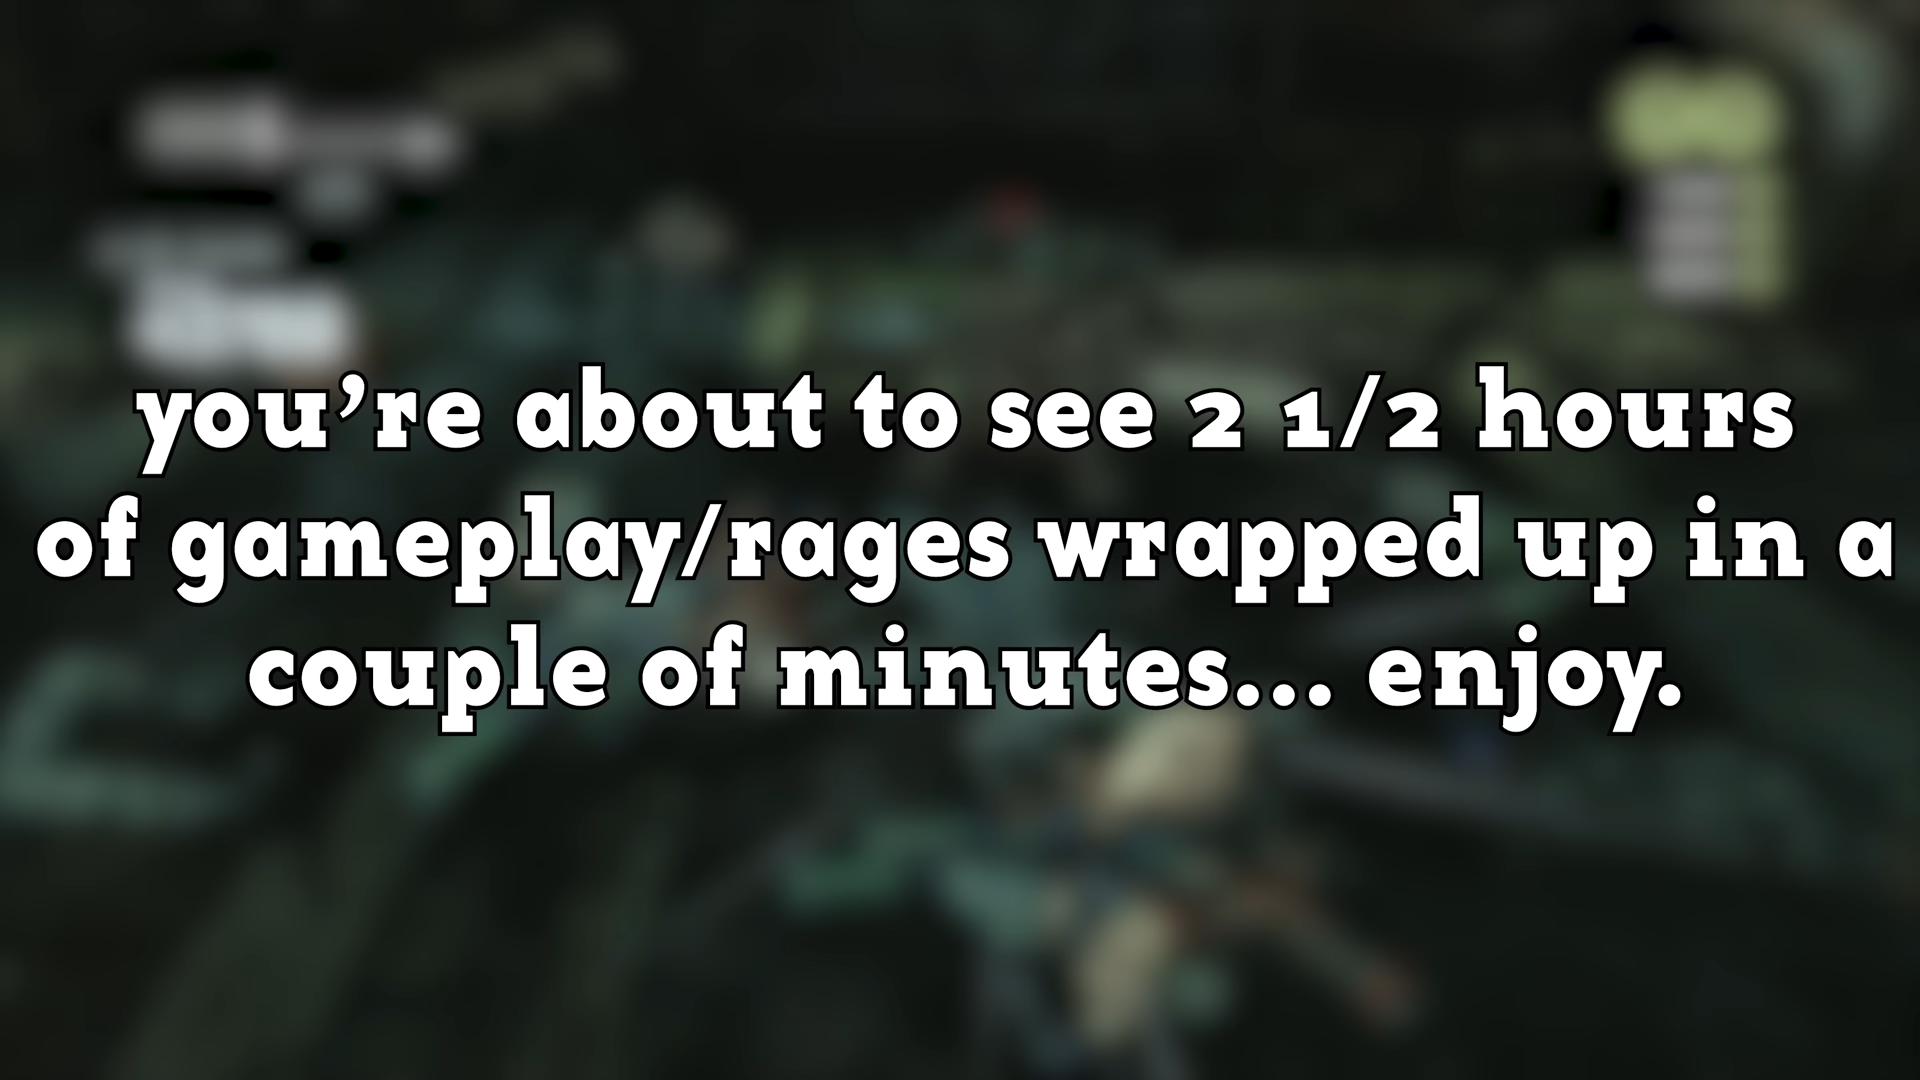 you're about to see 2 1/2 hours
of gameplay/rages wrapped up in a
couple of minutes... enjoy.